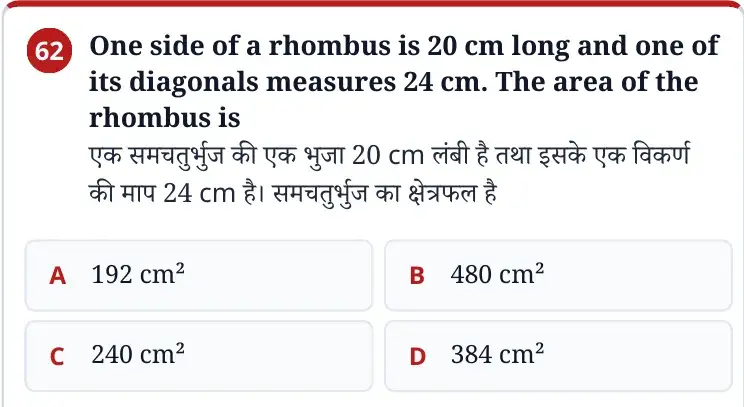 62 One side of a rhombus is 20 cm long and one of
its diagonals measures 24 cm. The area of the
rhombus is
एक समचतुर्भुज की एक भुजा 20 cm लंबी है तथा इसके एक विकर्ण
की माप 24 cm है। समचतुर्भुज का क्षेत्रफल है
A 192 cm² B 480 cm²
C 240 cm² D 384 cm²